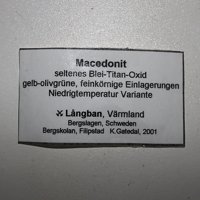 Macedonit
seltenes Blei-Titan-Oxid
gelb-olivgrüne, feinkörnige Einlagerungen
Niedrigtemperatur Variante
Långban, Värmland
Bergslagen, Schweden
Bergskolan, Filipstad K.Gatedal, 2001